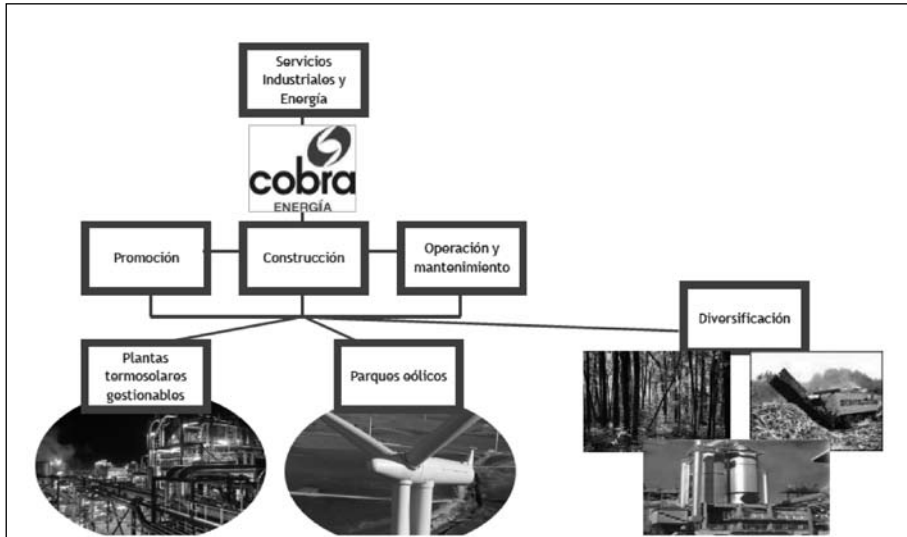 Servicios
Industriales y
Energía
cobra
ENERGÍA
Promoción
Construcción
Operación y
mantenimiento
Diversificación
Plantas
termosolares
gestionables
Parques eólicos